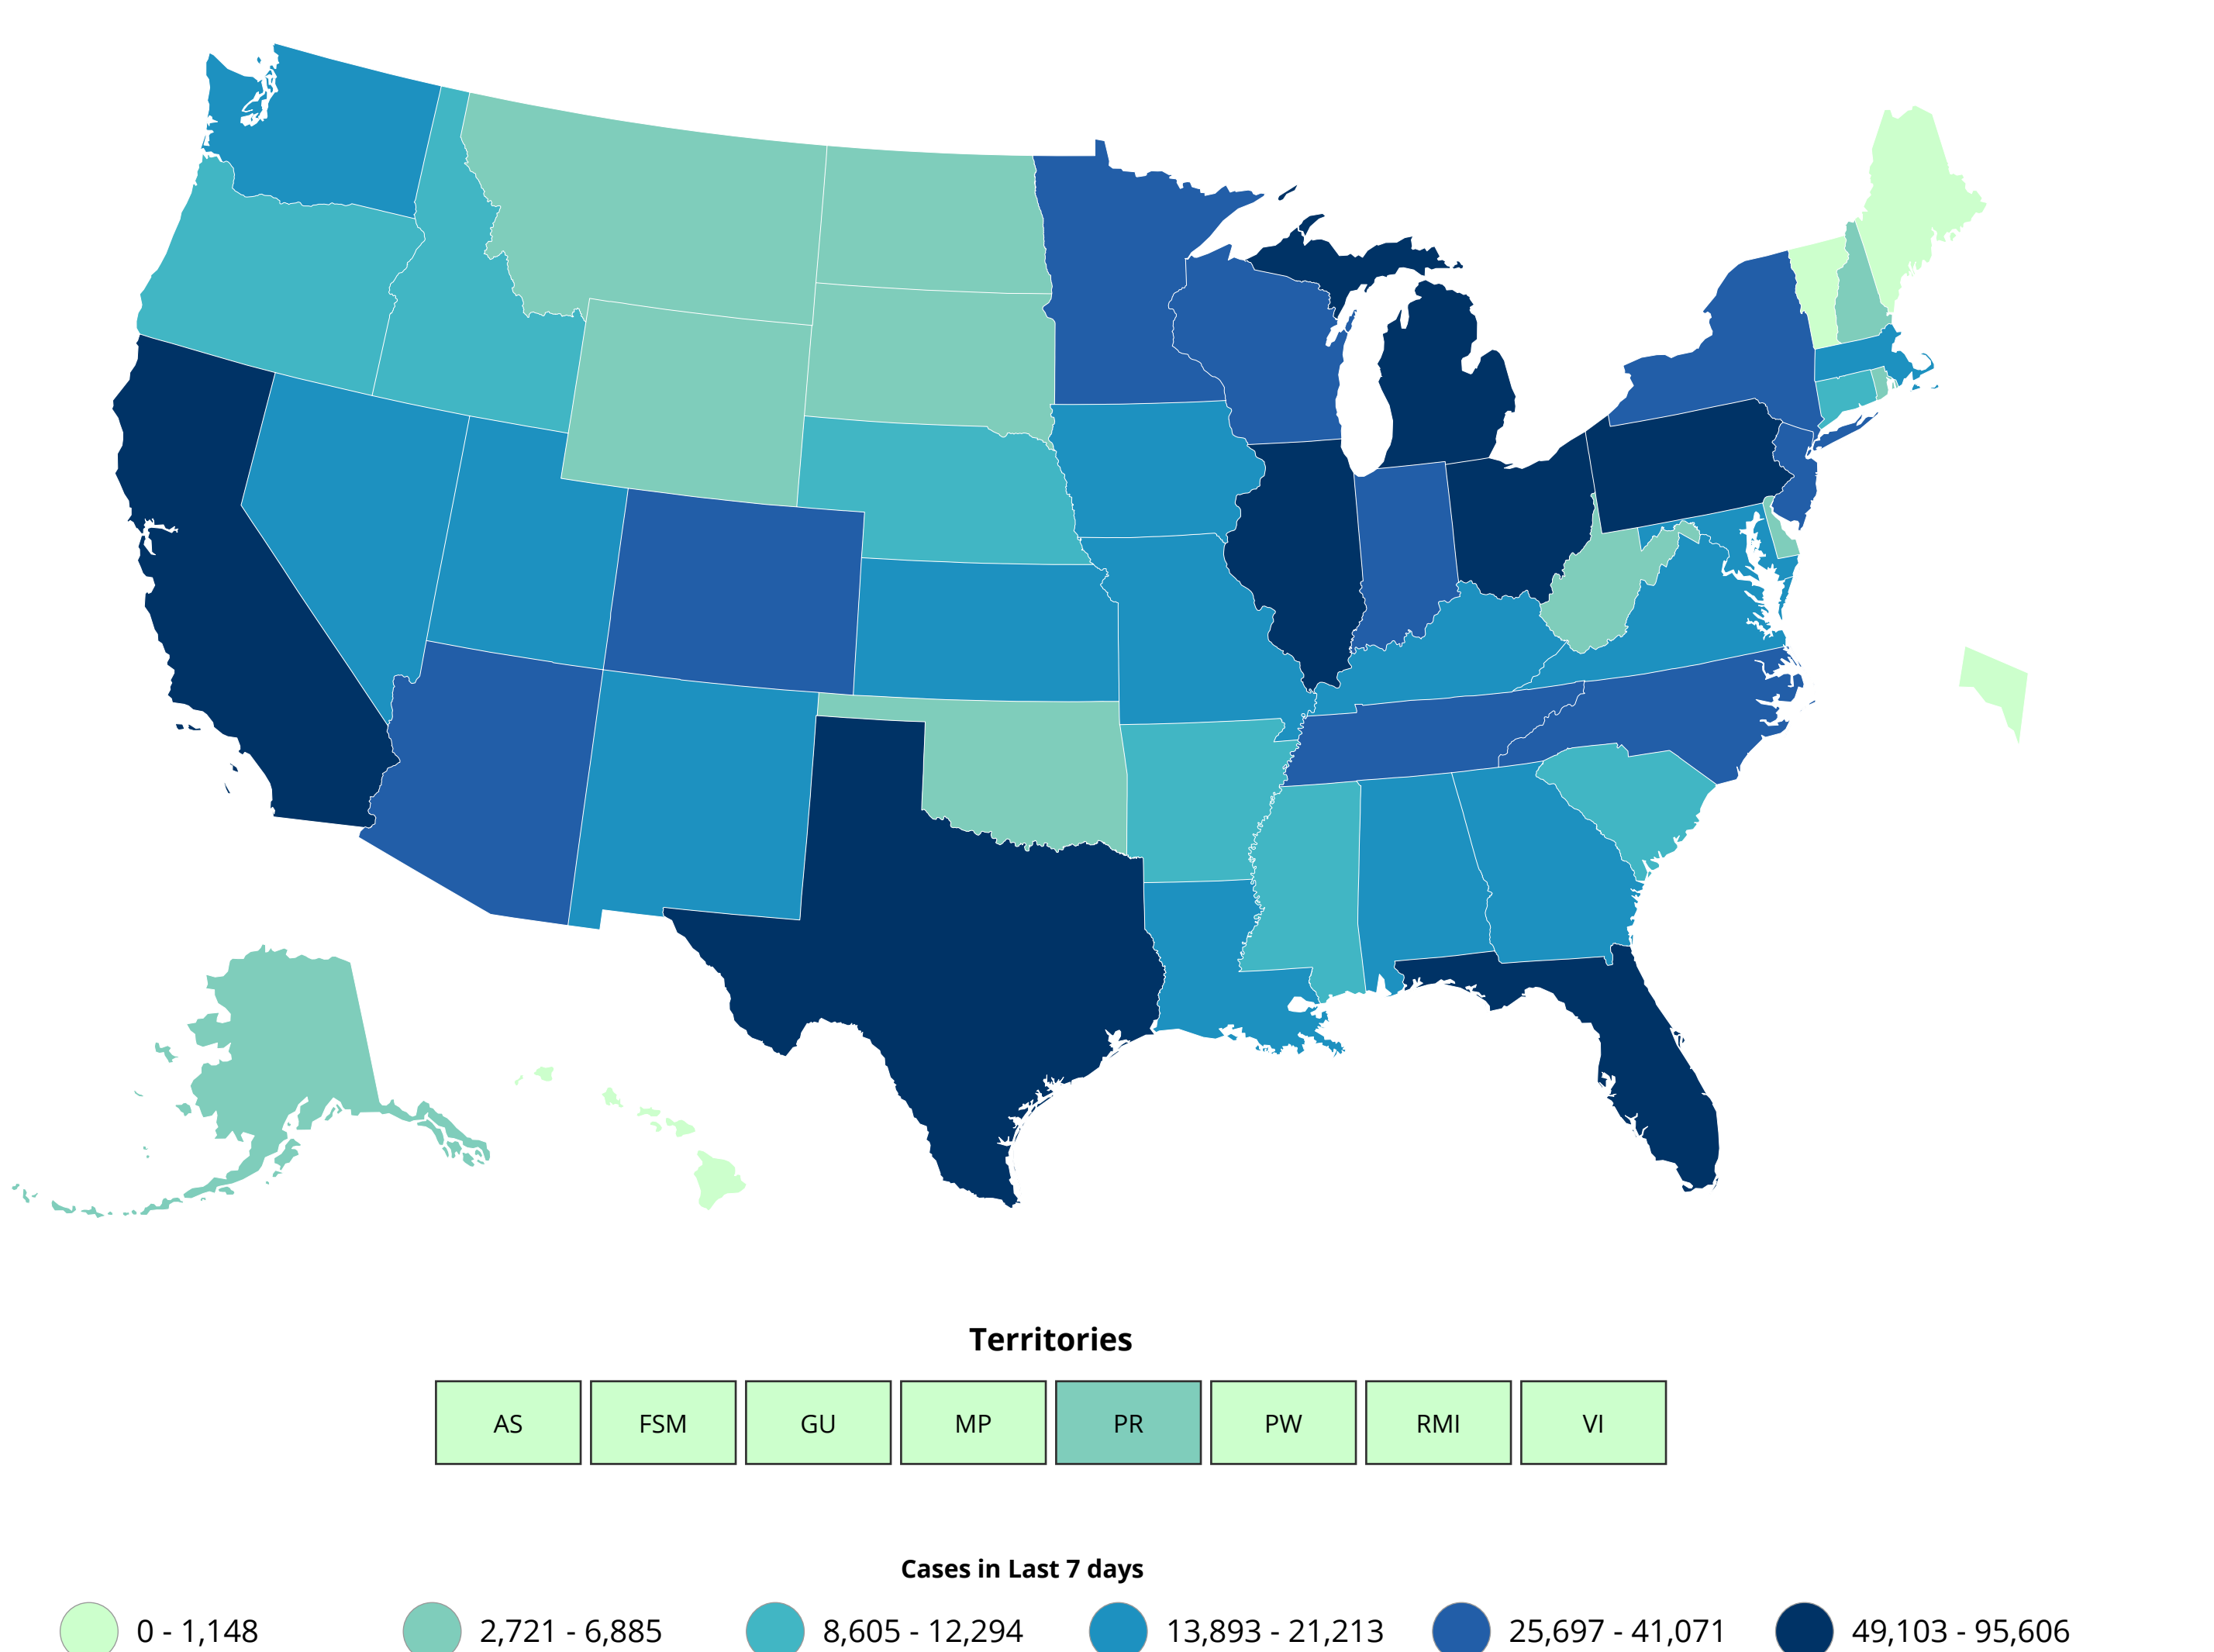 Territories
AS FSM GU MP PR PW RMI VI
Cases in Last 7 days
0 - 1,148 2,721 - 6,885 8,605 - 12,294 13,893 - 21,213 25,697 - 41,071 49,103 - 95,606